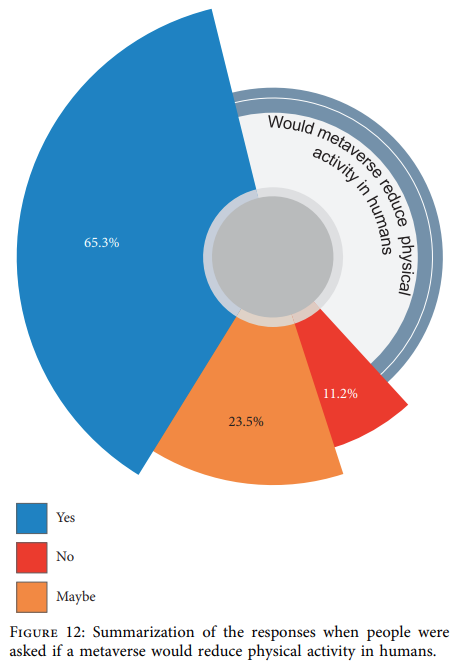 Would metaverse reduce physical
activity in humans
65.3%
11.2%
23.5%
Yes
No
Maybe
FIGURE 12: Summarization of the responses when people were
asked if a metaverse would reduce physical activity in humans.